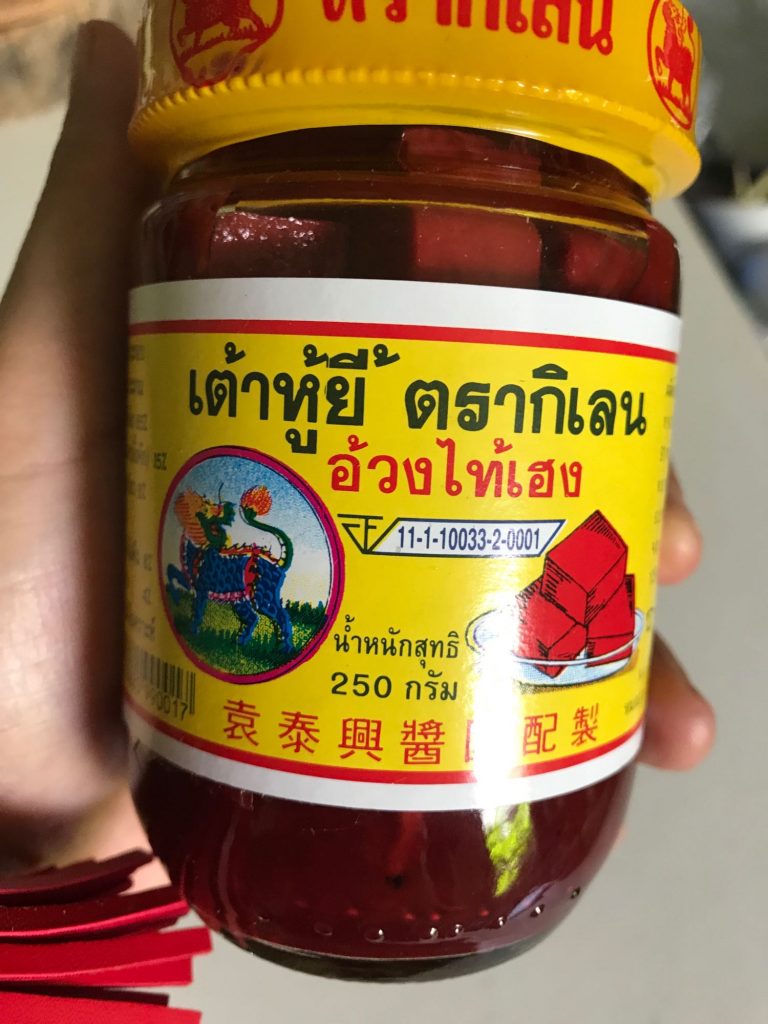 ตรากิเลน
เต้าหู้ยี้ ตรากิเลน
อ้วงไท้เฮง
11-1-10033-2-0001
น้ำหนักสุทธิ
250 กรัม
袁泰興醬園配製